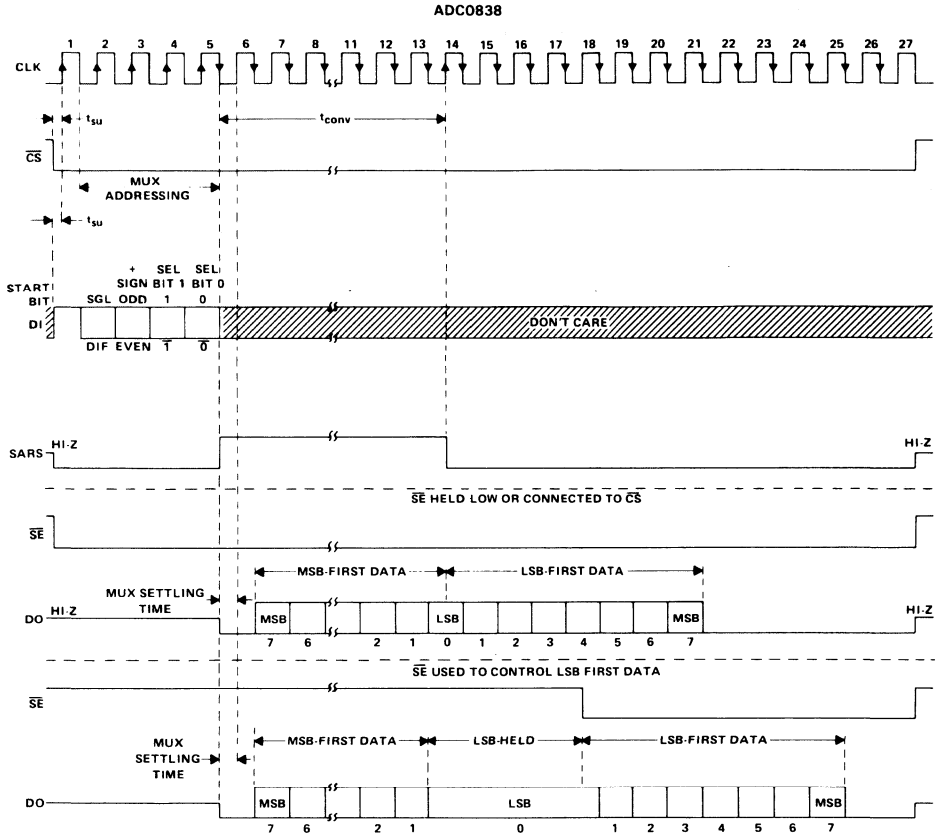 ADC0838
1 2 3 4 5 6 7 8 11 12 13 14 15 16 17 18 19 20 21 22 23 24 25 26 27
CLK
tsu
tconv
CS
MUX
ADDRESSING
tsu
+ SEL SEL
START SIGN BIT 1 BIT 0
BIT SGL ODD 1 0
DI DON'T CARE
DIF EVEN 1 0
HI-Z HI-Z
SARS
SE HELD LOW OR CONNECTED TO CS
SE
MSB-FIRST DATA LSB-FIRST DATA
MUX SETTLING
TIME
DO HI-Z HI-Z
MSB LSB MSB
7 6 2 1 0 1 2 3 4 5 6 7
SE USED TO CONTROL LSB FIRST DATA
SE
MUX
SETTLING
TIME
MSB-FIRST DATA LSB-HELD LSB-FIRST DATA
DO MSB LSB MSB
7 6 2 1 0 1 2 3 4 5 6 7